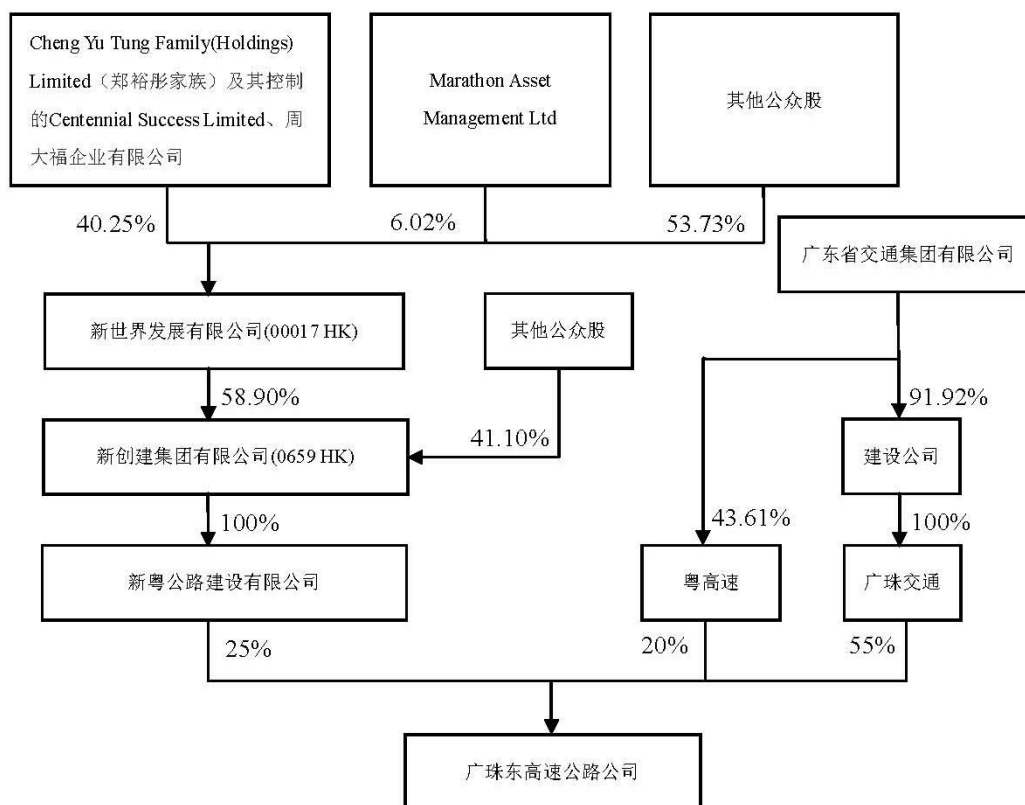 Cheng Yu Tung Family(Holdings)
Limited（郑裕彤家族）及其控制
的Centennial Success Limited、周
大福企业有限公司
Marathon Asset
Management Ltd
其他公众股
40.25%
6.02%
53.73%
广东省交通集团有限公司
新世界发展有限公司(00017 HK)
其他公众股
58.90%
91.92%
新创建集团有限公司(0659 HK)
41.10%
建设公司
100%
43.61%
100%
新粤公路建设有限公司
粤高速
广珠交通
25%
20%
55%
广珠东高速公路公司